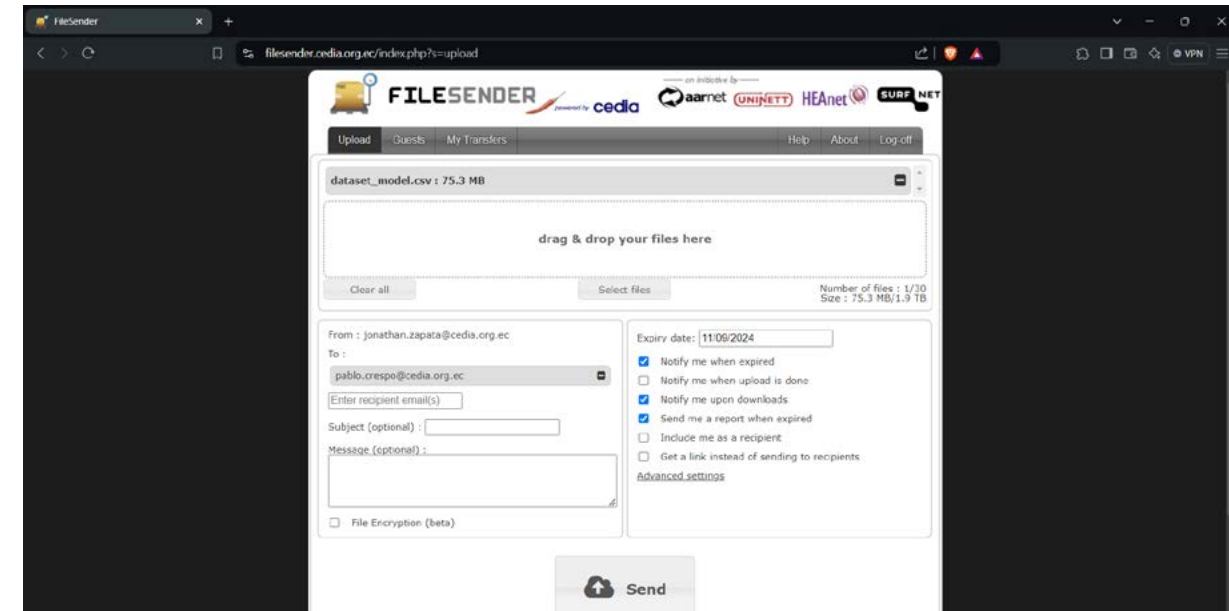 FileSender
filesender.cedia.org.ec/index.php?s=upload
VPN
FILESENDER
powered by cedia
on initiative by
aarnet UNINETT HEAnet SURF NET
Upload Guests My Transfers Help About Log-off
dataset_model.csv : 75.3 MB
drag & drop your files here
Clear all Select files Number of files : 1/30
Size : 75.3 MB/1.9 TB
From : jonathan.zapata@cedia.org.ec
To :
pablo.crespo@cedia.org.ec
Enter recipient email(s)
Subject (optional) :
Message (optional) :
File Encryption (beta)
Expiry date: 11/09/2024
Notify me when expired
Notify me when upload is done
Notify me upon downloads
Send me a report when expired
Include me as a recipient
Get a link instead of sending to recipients
Advanced settings
Send